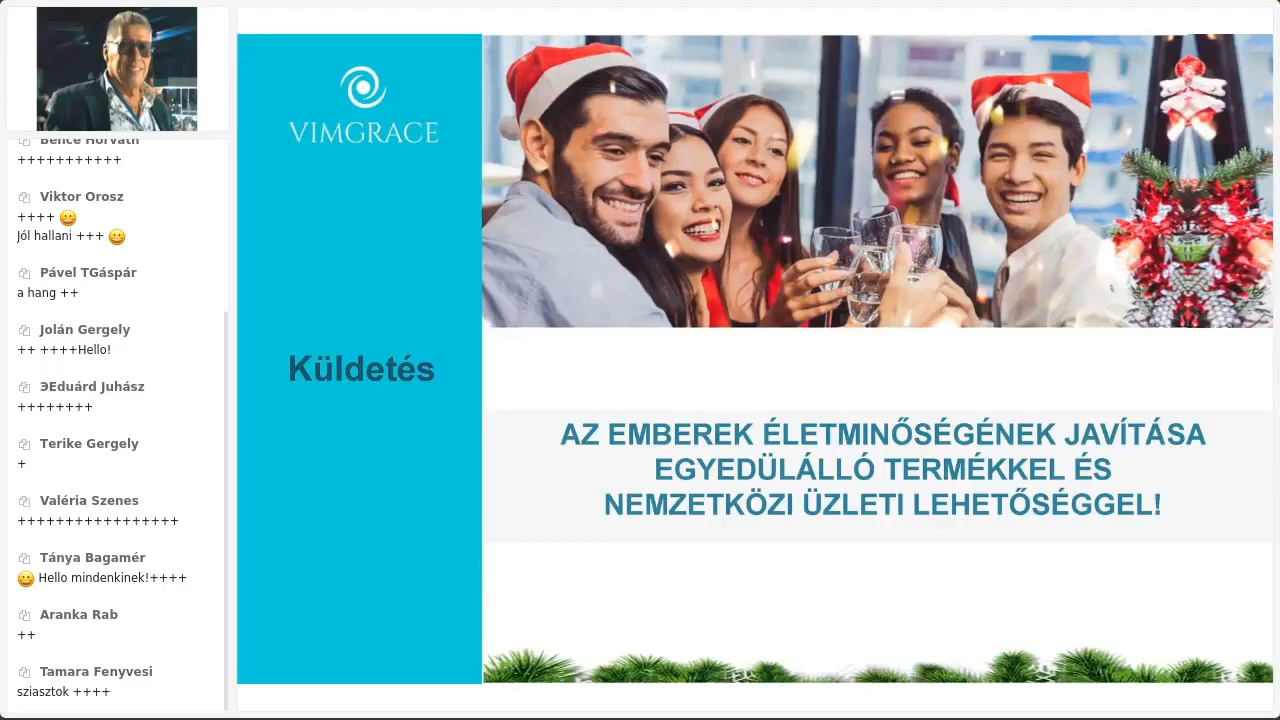 Bence Horváth
+++++++++++
Viktor Orosz
++++ 😀
Jól hallani +++ 😀
Pável TGáspár
a hang ++
Jolán Gergely
++ ++++Hello!
ЭEduárd Juhász
++++++++
Terike Gergely
+
Valéria Szenes
+++++++++++++++++
Tánya Bagamér
😀 Hello mindenkinek!++++
Aranka Rab
++
Tamara Fenyvesi
sziasztok ++++
VIMGRACE
Küldetés
AZ EMBEREK ÉLETMINŐSÉGÉNEK JAVÍTÁSA
EGYEDÜLÁLLÓ TERMÉKKEL ÉS
NEMZETKÖZI ÜZLETI LEHETŐSÉGGEL!